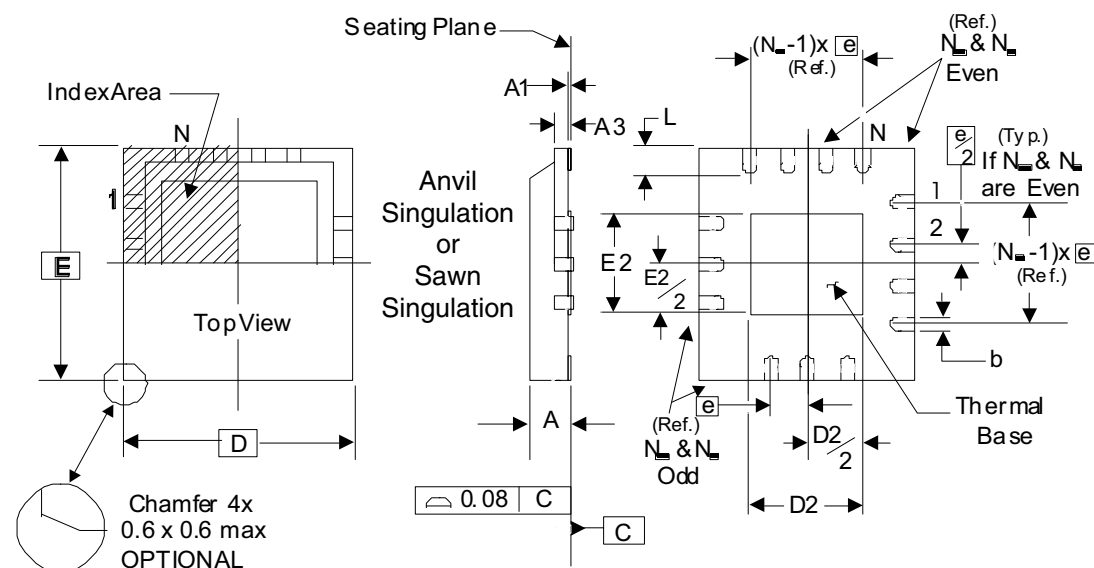 Seating Plane
A1
A3
L
(N -1)x e
(Ref.)
(Ref.)
N & N
Even
Index Area
N
1
E
Top View
D
Chamfer 4x
0.6 x 0.6 max
OPTIONAL
Anvil
Singulation
or
Sawn
Singulation
A
0.08 C
C
N
e
2
(Typ.)
If N & N
are Even
1
2
(N -1)x e
(Ref.)
E2
E2
2
b
Thermal
Base
e
(Ref.)
N & N
Odd
D2
2
D2